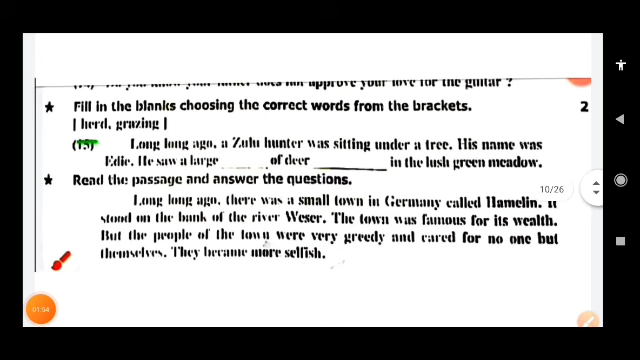 approve your love for the guitar ?
★ Fill in the blanks choosing the correct words from the brackets. 2
[ herd, grazing ]
(15) Long long ago, a Zulu hunter was sitting under a tree. His name was
Edie. He saw a large ______ of deer __________ in the lush green meadow.
★ Read the passage and answer the questions.
Long long ago, there was a small town in Germany called Hamelin. It
stood on the bank of the river Weser. The town was famous for its wealth.
But the people of the town were very greedy and cared for no one but
themselves. They became more selfish.
10/26
01:04